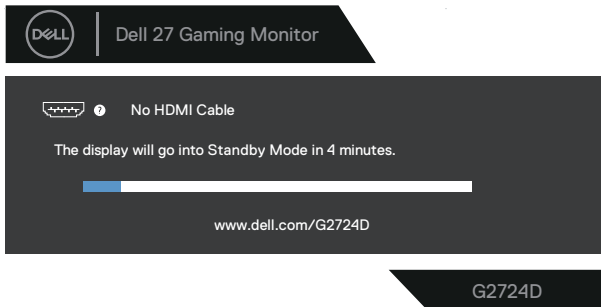 DELL
Dell 27 Gaming Monitor
? No HDMI Cable
The display will go into Standby Mode in 4 minutes.
www.dell.com/G2724D
G2724D